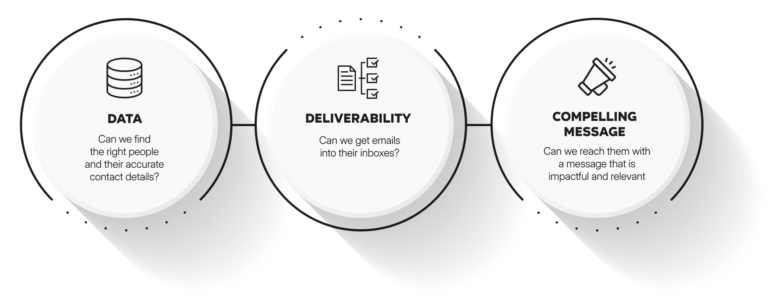 DATA
Can we find
the right people
and their accurate
contact details?
DELIVERABILITY
Can we get emails
into their inboxes?
COMPELLING
MESSAGE
Can we reach them with
a message that is
impactful and relevant